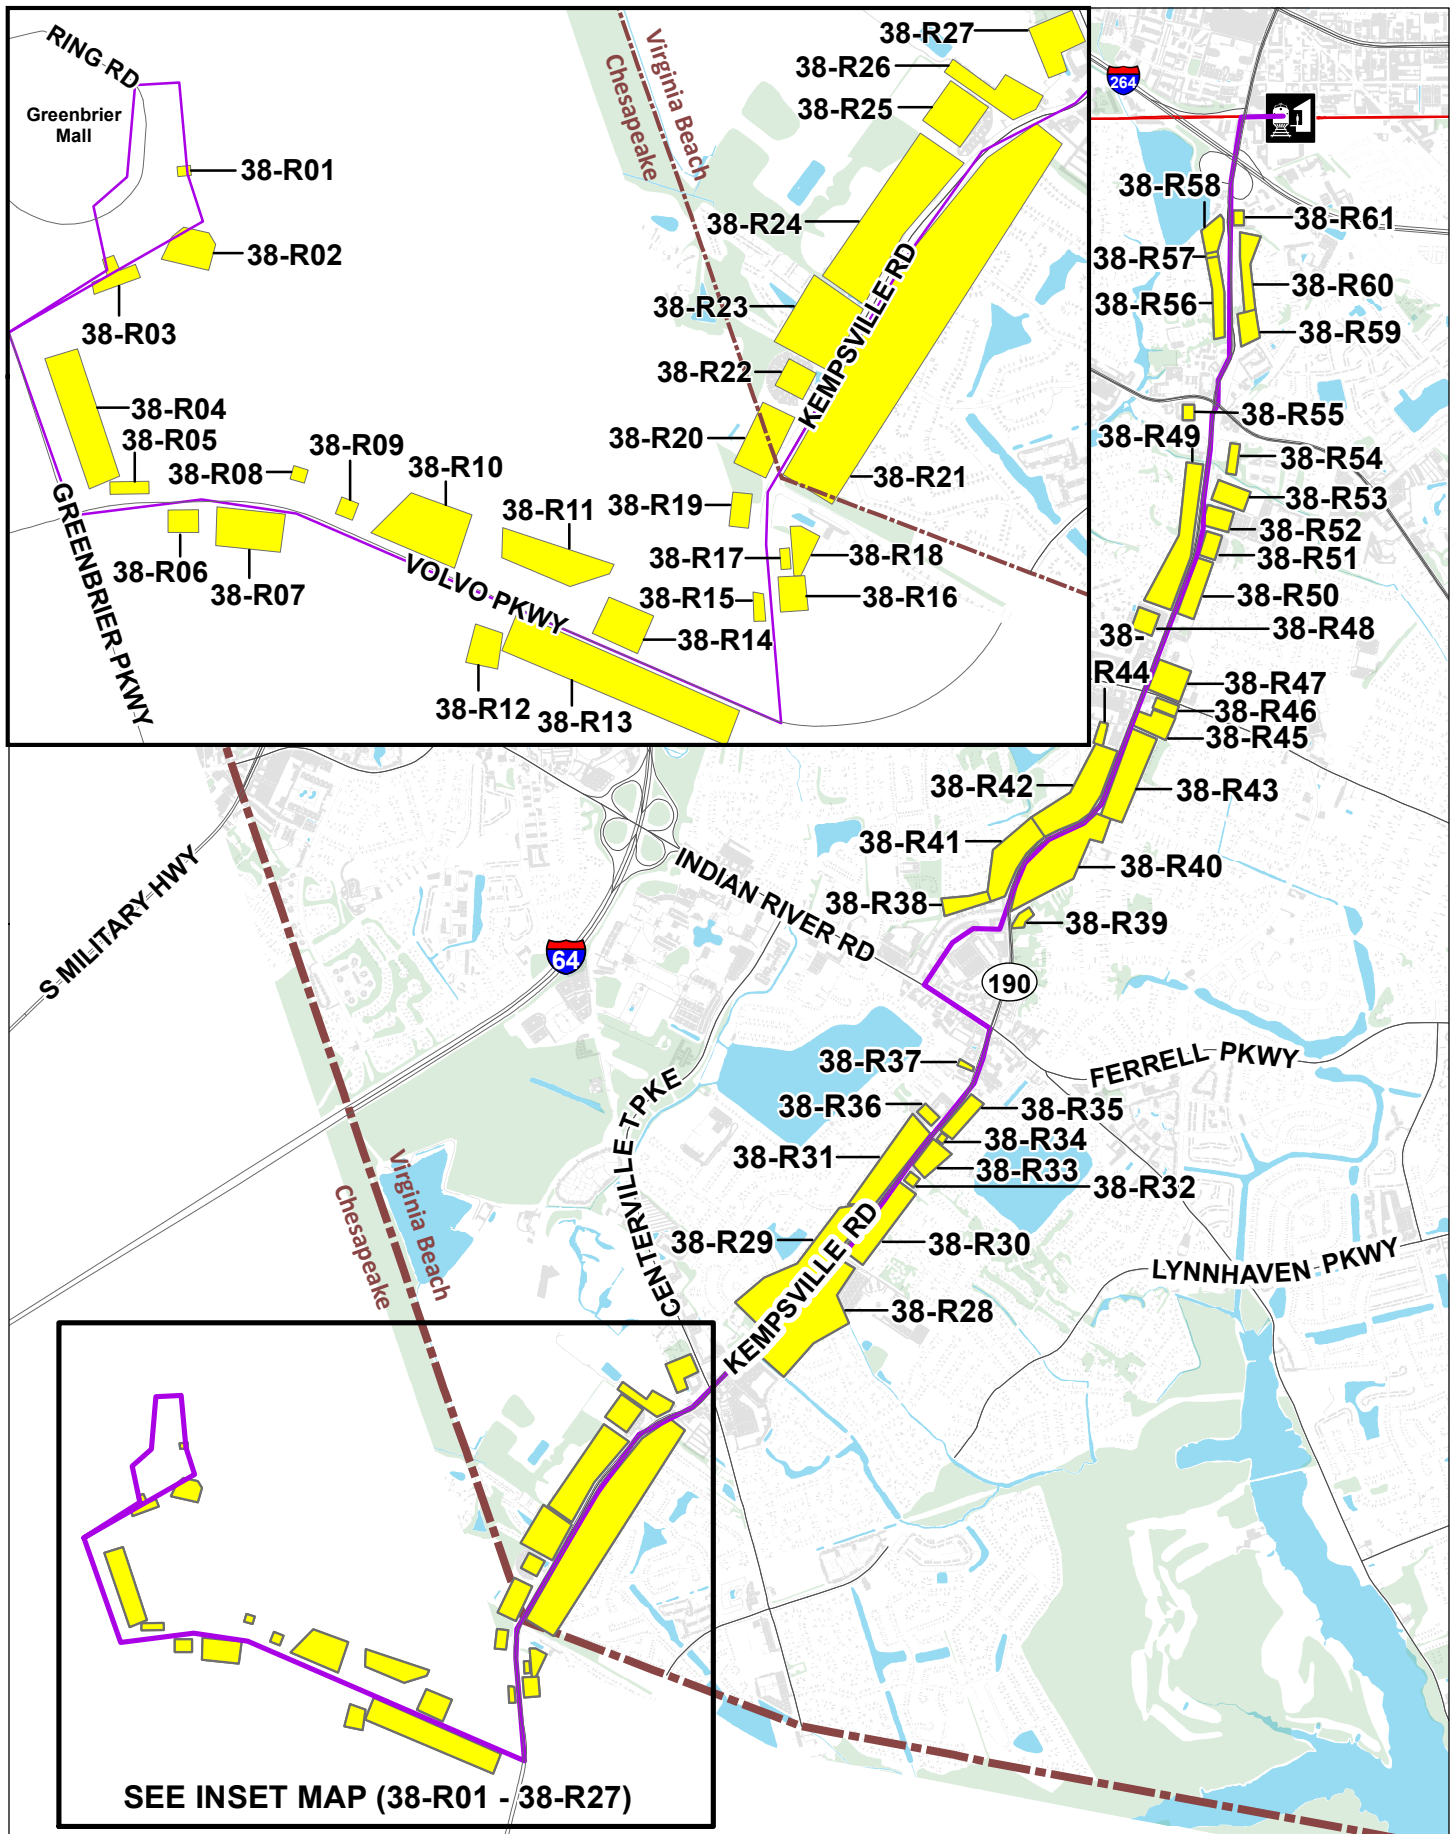 RING RD
Greenbrier
Mall
38-R01
38-R02
38-R03
38-R04
38-R05
38-R06
38-R07
38-R08
38-R09
38-R10
38-R11
38-R12
38-R13
38-R14
38-R15
38-R16
38-R17
38-R18
38-R19
38-R20
38-R21
38-R22
38-R23
38-R24
38-R25
38-R26
38-R27
GREENBRIER PKWY
VOLVO PKWY
KEMPSVILLE RD
Virginia Beach
Chesapeake
264
38-R58
38-R61
38-R57
38-R60
38-R56
38-R59
38-R55
38-R49
38-R54
38-R53
38-R52
38-R51
38-R50
38-R48
38-
R44
38-R47
38-R46
38-R45
38-R42
38-R43
38-R41
38-R40
38-R38
38-R39
S MILITARY HWY
INDIAN RIVER RD
64
190
FERRELL PKWY
38-R37
38-R36
38-R35
38-R34
38-R31
38-R33
38-R32
38-R29
38-R30
38-R28
CENTERVILLE TPKE
KEMPSVILLE RD
LYNNHAVEN PKWY
Virginia Beach
Chesapeake
SEE INSET MAP (38-R01 - 38-R27)